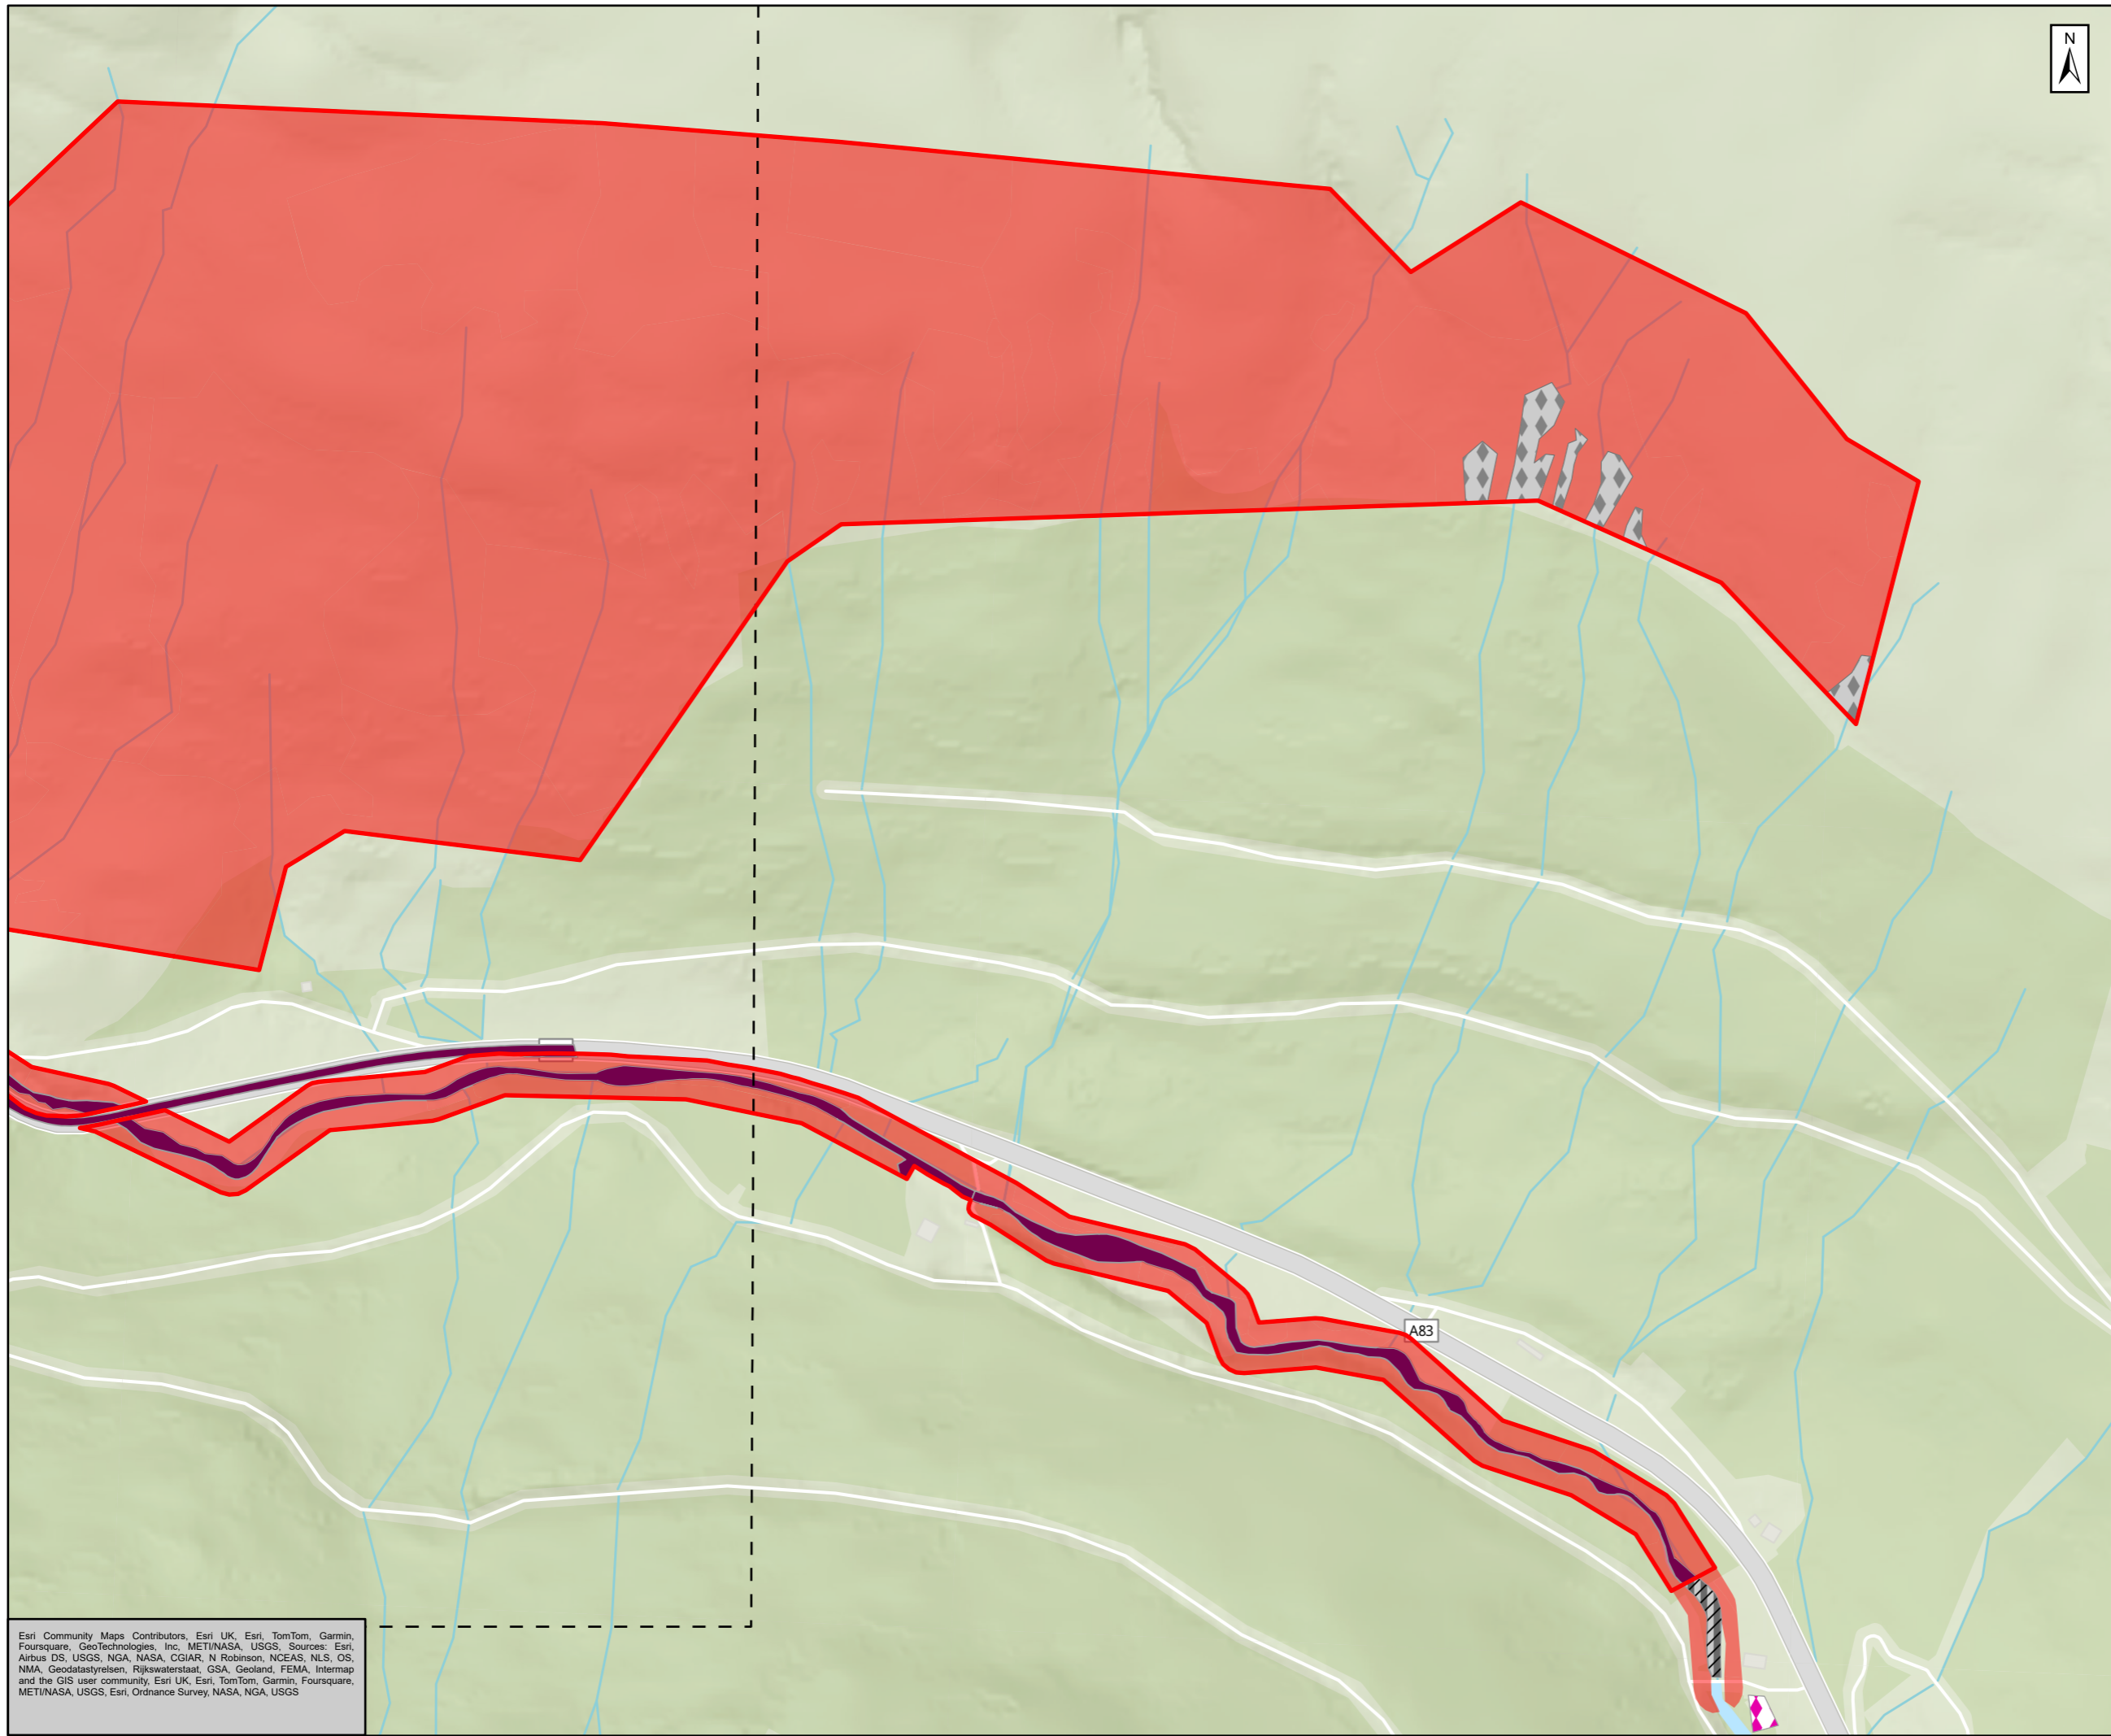 N
A83
Esri Community Maps Contributors, Esri UK, Esri, TomTom, Garmin,
Foursquare, GeoTechnologies, Inc, METI/NASA, USGS, Sources: Esri,
Airbus DS, USGS, NGA, NASA, CGIAR, N Robinson, NCEAS, NLS, OS,
NMA, Geodatastyrelsen, Rijkswaterstaat, GSA, Geoland, FEMA, Intermap
and the GIS user community, Esri UK, Esri, TomTom, Garmin, Foursquare,
METI/NASA, USGS, Esri, Ordnance Survey, NASA, NGA, USGS